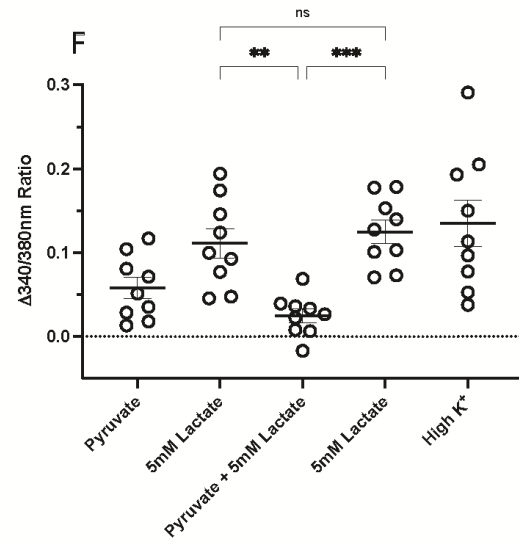 F
ns
** ***
Δ340/380nm Ratio
0.3
0.2
0.1
0.0
Pyruvate
5mM Lactate
Pyruvate + 5mM Lactate
5mM Lactate
High K⁺